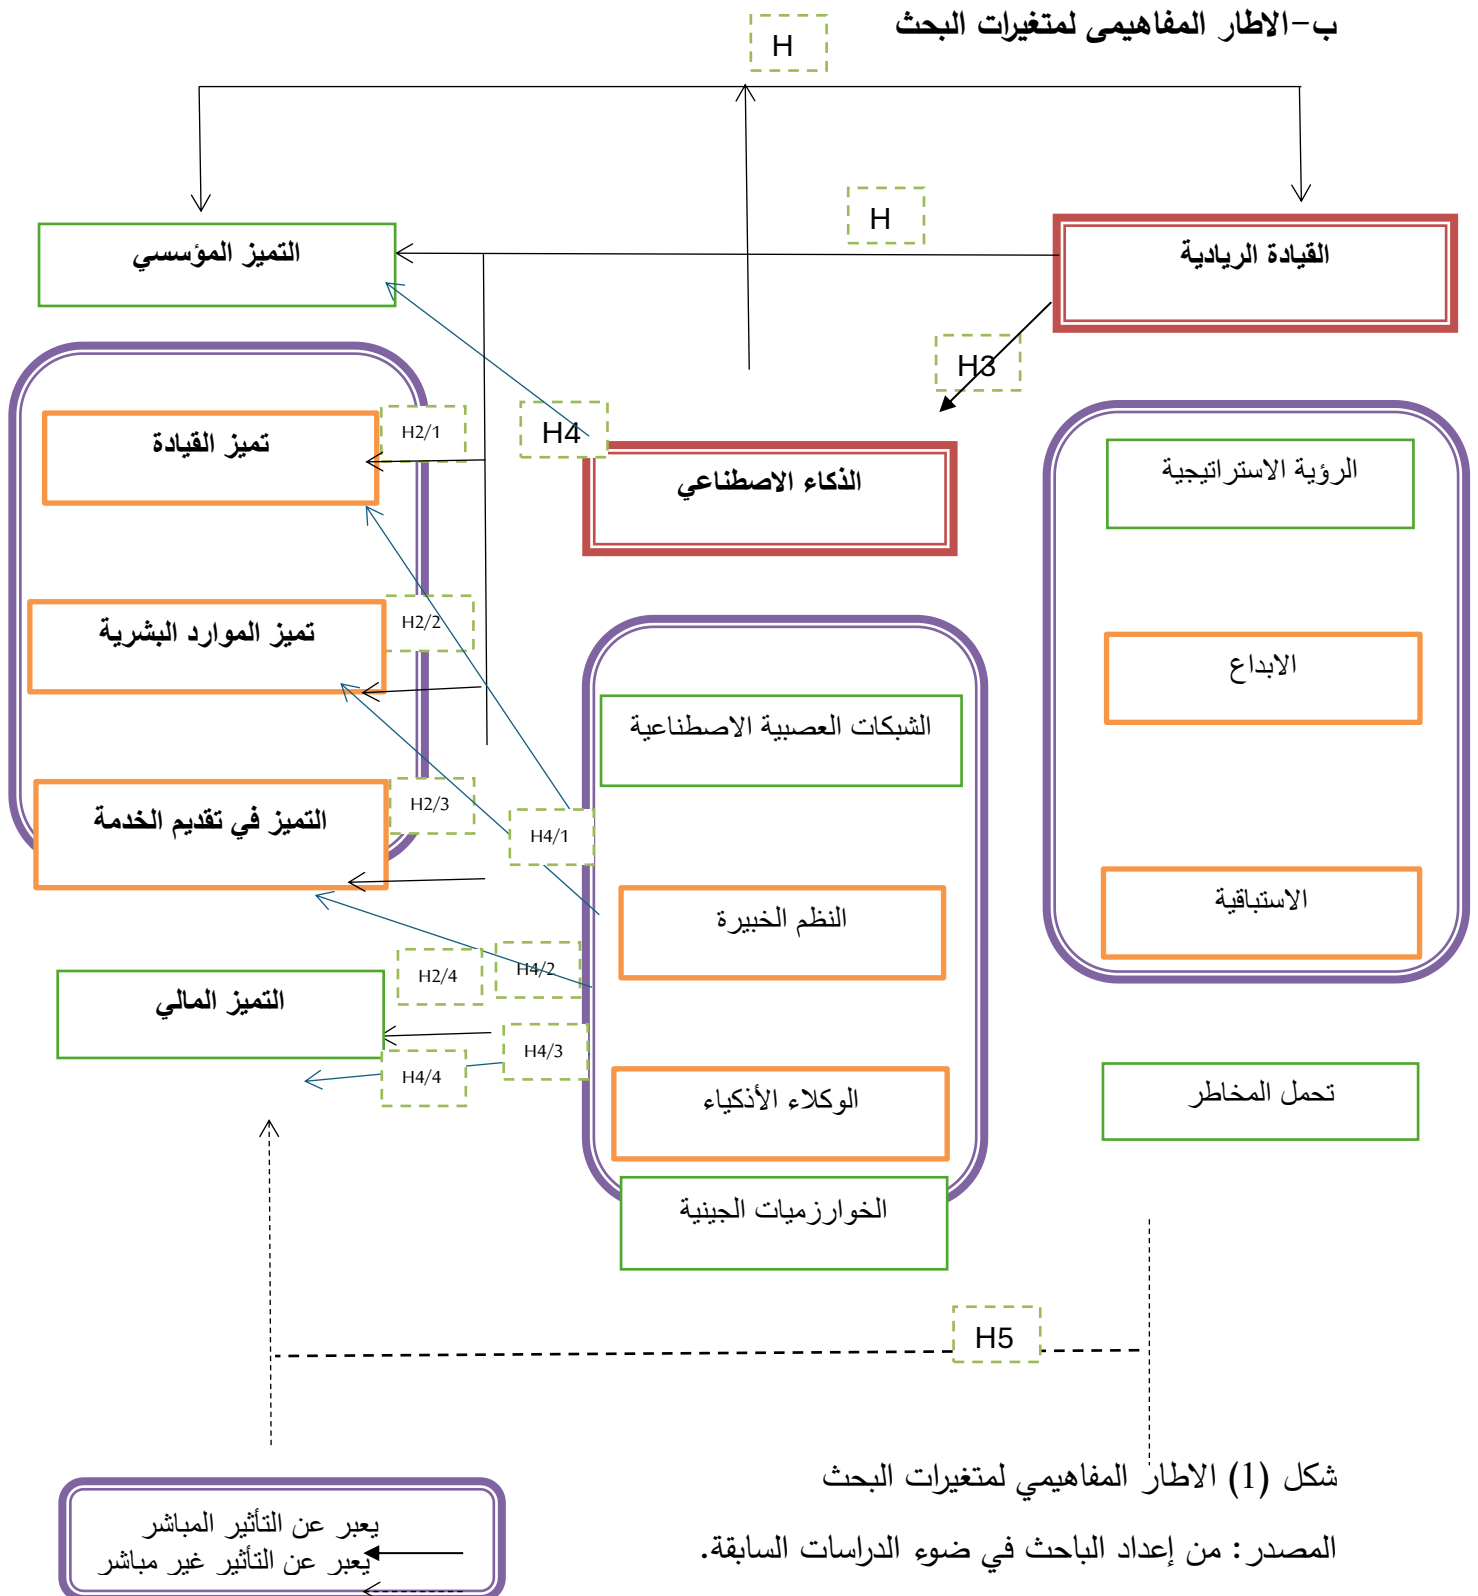 ب-الاطار المفاهيمى لمتغيرات البحث
H
H
القيادة الريادية
التميز المؤسسي
H3
H4
الذكاء الاصطناعي
الرؤية الاستراتيجية
الابداع
الاستباقية
تحمل المخاطر
الشبكات العصبية الاصطناعية
النظم الخبيرة
الوكلاء الأذكياء
الخوارزميات الجينية
تميز القيادة
H2/1
تميز الموارد البشرية
H2/2
التميز في تقديم الخدمة
H2/3
H4/1
التميز المالي
H2/4
H4/2
H4/3
H4/4
H5
شكل (1) الاطار المفاهيمي لمتغيرات البحث
المصدر: من إعداد الباحث في ضوء الدراسات السابقة.
يعبر عن التأثير المباشر
يعبر عن التأثير غير مباشر